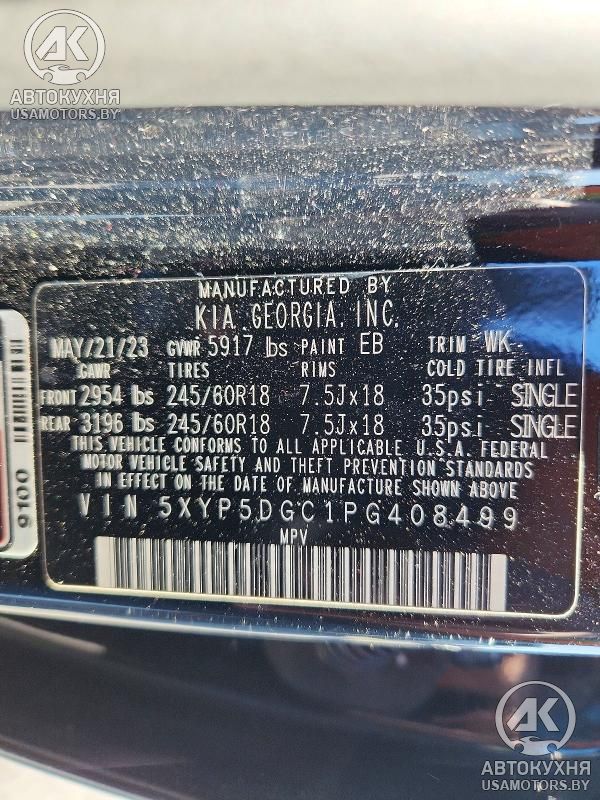 АК
АВТОКУХНЯ
USAMOTORS.BY
MANUFACTURED BY
KIA GEORGIA, INC.
MAY/21/23 GVWR 5917 lbs PAINT EB TRIM WK
GAWR TIRES RIMS COLD TIRE INFL
FRONT 2954 lbs 245/60R18 7.5Jx18 35psi SINGLE
REAR 3196 lbs 245/60R18 7.5Jx18 35psi SINGLE
THIS VEHICLE CONFORMS TO ALL APPLICABLE U.S.A. FEDERAL
MOTOR VEHICLE SAFETY AND THEFT PREVENTION STANDARDS
IN EFFECT ON THE DATE OF MANUFACTURE SHOWN ABOVE
VIN 5XYP5DGC1PG408499
MPV
9100
АК
АВТОКУХНЯ
USAMOTORS.BY